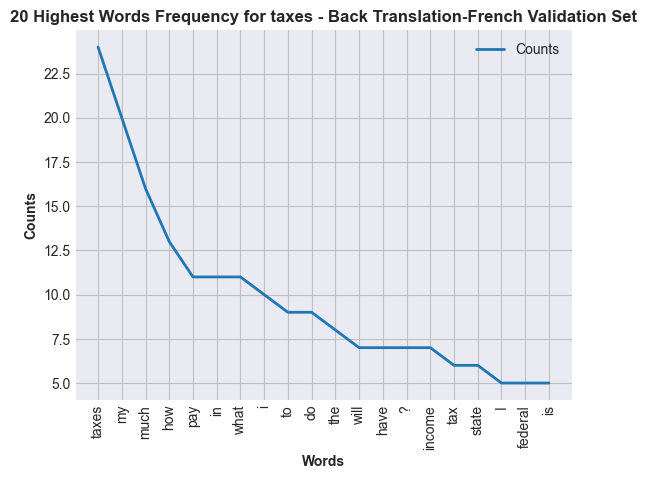 20 Highest Words Frequency for taxes - Back Translation-French Validation Set
Counts
22.5
20.0
17.5
15.0
12.5
10.0
7.5
5.0
Counts
taxes
my
much
how
pay
in
what
i
to
do
the
will
have
?
income
tax
state
I
federal
is
Words